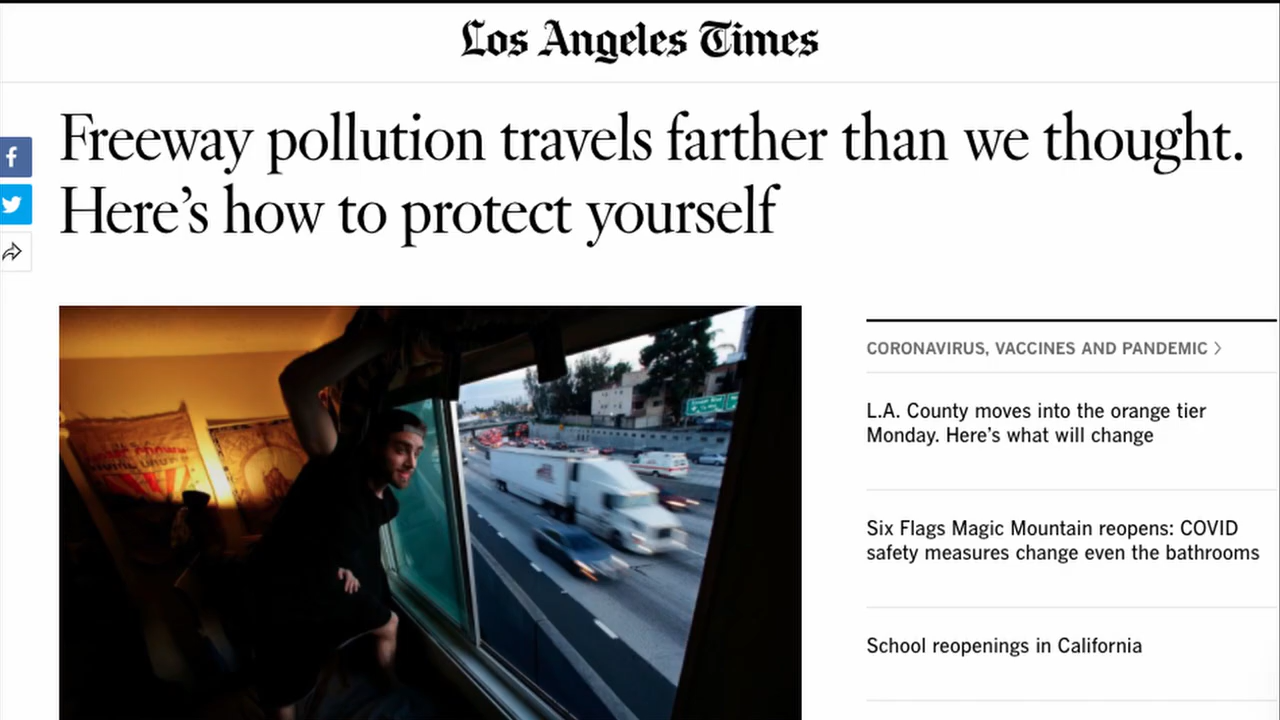 Los Angeles Times
Freeway pollution travels farther than we thought.
Here's how to protect yourself
CORONAVIRUS, VACCINES AND PANDEMIC >
L.A. County moves into the orange tier
Monday. Here's what will change
Six Flags Magic Mountain reopens: COVID
safety measures change even the bathrooms
School reopenings in California